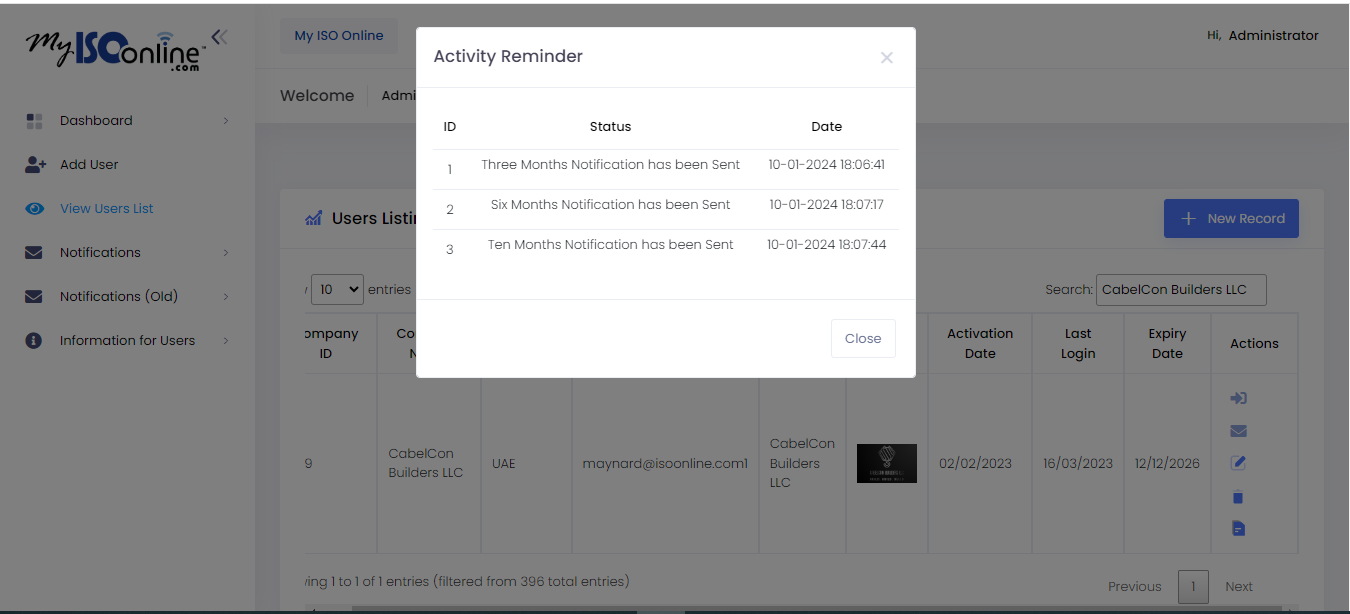 MyISOonline
.com
My ISO Online
Hi, Administrator
Welcome
Admi
Dashboard
Add User
View Users List
Notifications
Notifications (Old)
Information for Users
Activity Reminder
×
ID Status Date
1 Three Months Notification has been Sent 10-01-2024 18:06:41
2 Six Months Notification has been Sent 10-01-2024 18:07:17
3 Ten Months Notification has been Sent 10-01-2024 18:07:44
Close
Users Listin
New Record
10 entries
Search: CabelCon Builders LLC
ompany
ID
Co
N
Activation
Date
Last
Login
Expiry
Date
Actions
9
CabelCon
Builders LLC
UAE
maynard@isoonline.com1
CabelCon
Builders
LLC
02/02/2023
16/03/2023
12/12/2026
ving 1 to 1 of 1 entries (filtered from 396 total entries)
Previous 1 Next